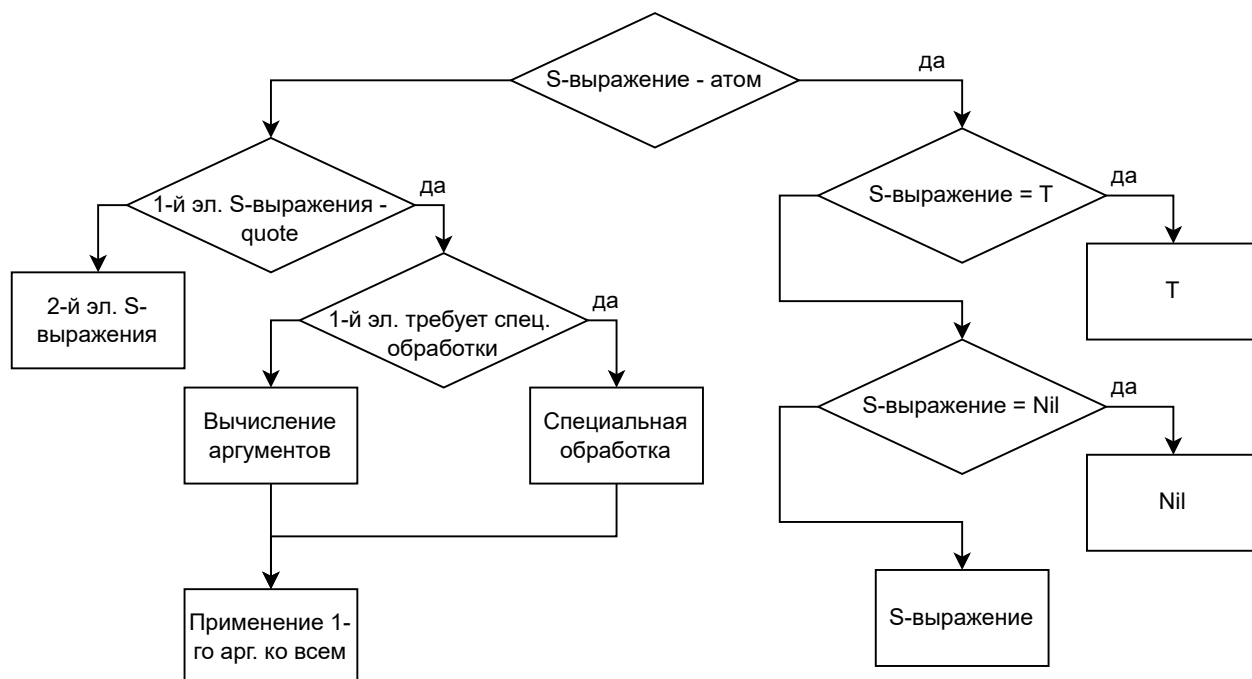 S-выражение - атом
да
1-й эл. S-выражения -
quote
да
S-выражение = T
да
2-й эл. S-
выражения
1-й эл. требует спец.
обработки
да
T
Вычисление
аргументов
Специальная
обработка
S-выражение = Nil
да
Nil
Применение 1-
го арг. ко всем
S-выражение